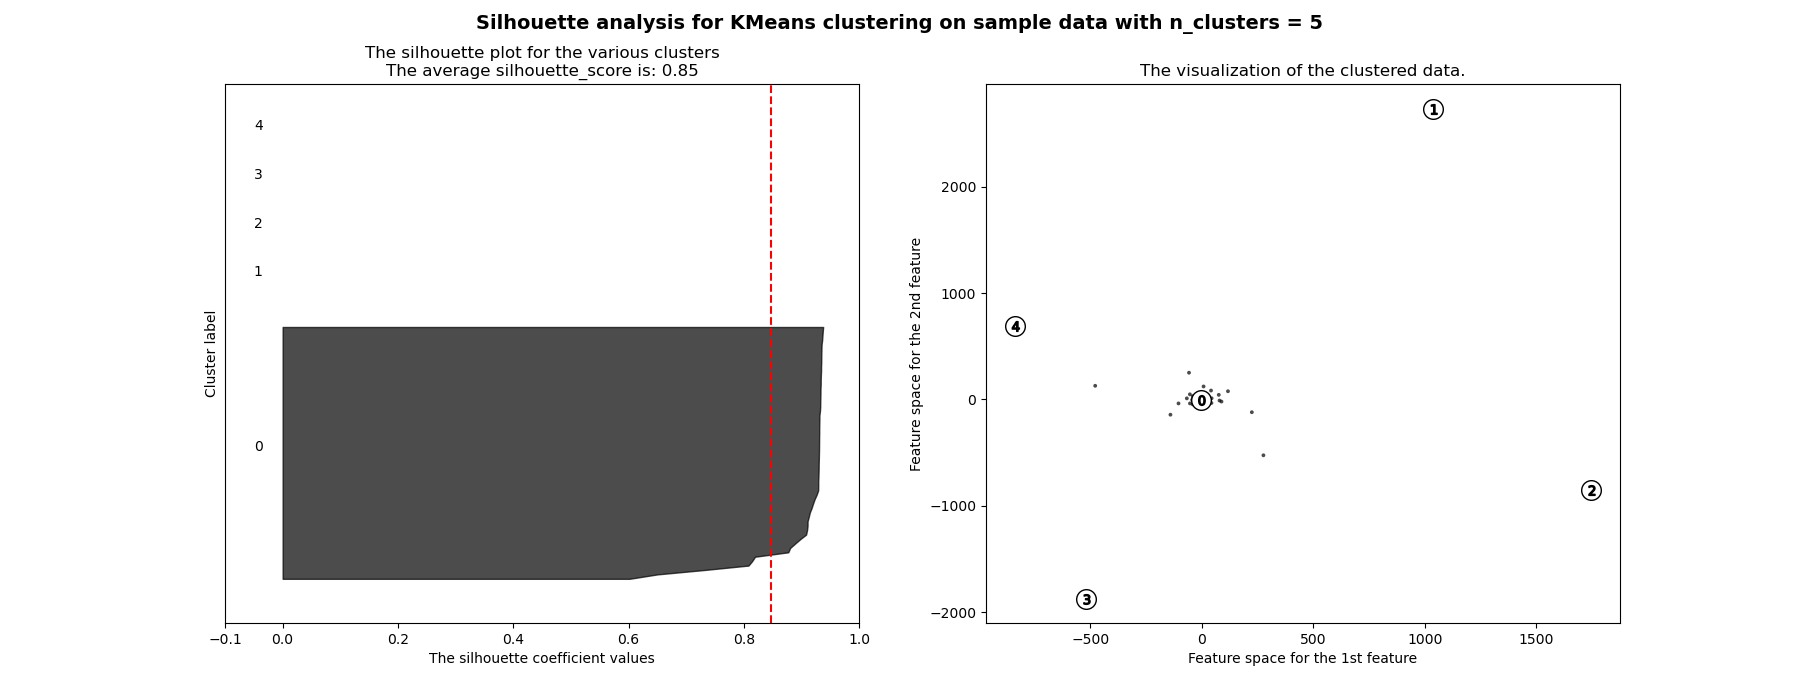 Silhouette analysis for KMeans clustering on sample data with n_clusters = 5
The silhouette plot for the various clusters
The average silhouette_score is: 0.85
4
3
2
1
0
Cluster label
−0.1 0.0 0.2 0.4 0.6 0.8 1.0
The silhouette coefficient values
The visualization of the clustered data.
2000
1000
0
−1000
−2000
Feature space for the 2nd feature
1
4
0
2
3
−500 0 500 1000 1500
Feature space for the 1st feature